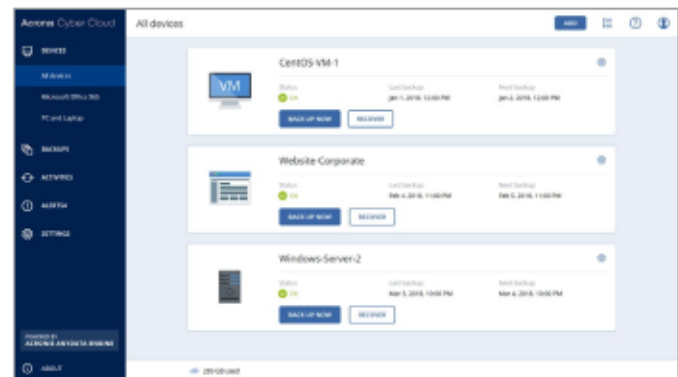 Acronis Cyber Cloud
All devices
ADD
DEVICES
All devices
Microsoft Office 365
PC and Laptop
BACKUPS
ACTIVITIES
ALERTS
SETTINGS
POWERED BY
ACRONIS ANYDATA ENGINE
ABOUT
CentOS-VM-1
VM
Status
Last backup
Next backup
OK
Jan 1, 2018, 12:00 PM
Jan 2, 2018, 12:00 PM
BACK UP NOW
RECOVER
Website-Corporate
Status
Last backup
Next backup
OK
Feb 4, 2018, 11:00 PM
Feb 5, 2018, 11:00 PM
BACK UP NOW
RECOVER
Windows-Server-2
Status
Last backup
Next backup
OK
Mar 3, 2018, 10:00 PM
Mar 4, 2018, 10:00 PM
BACK UP NOW
RECOVER
GB used